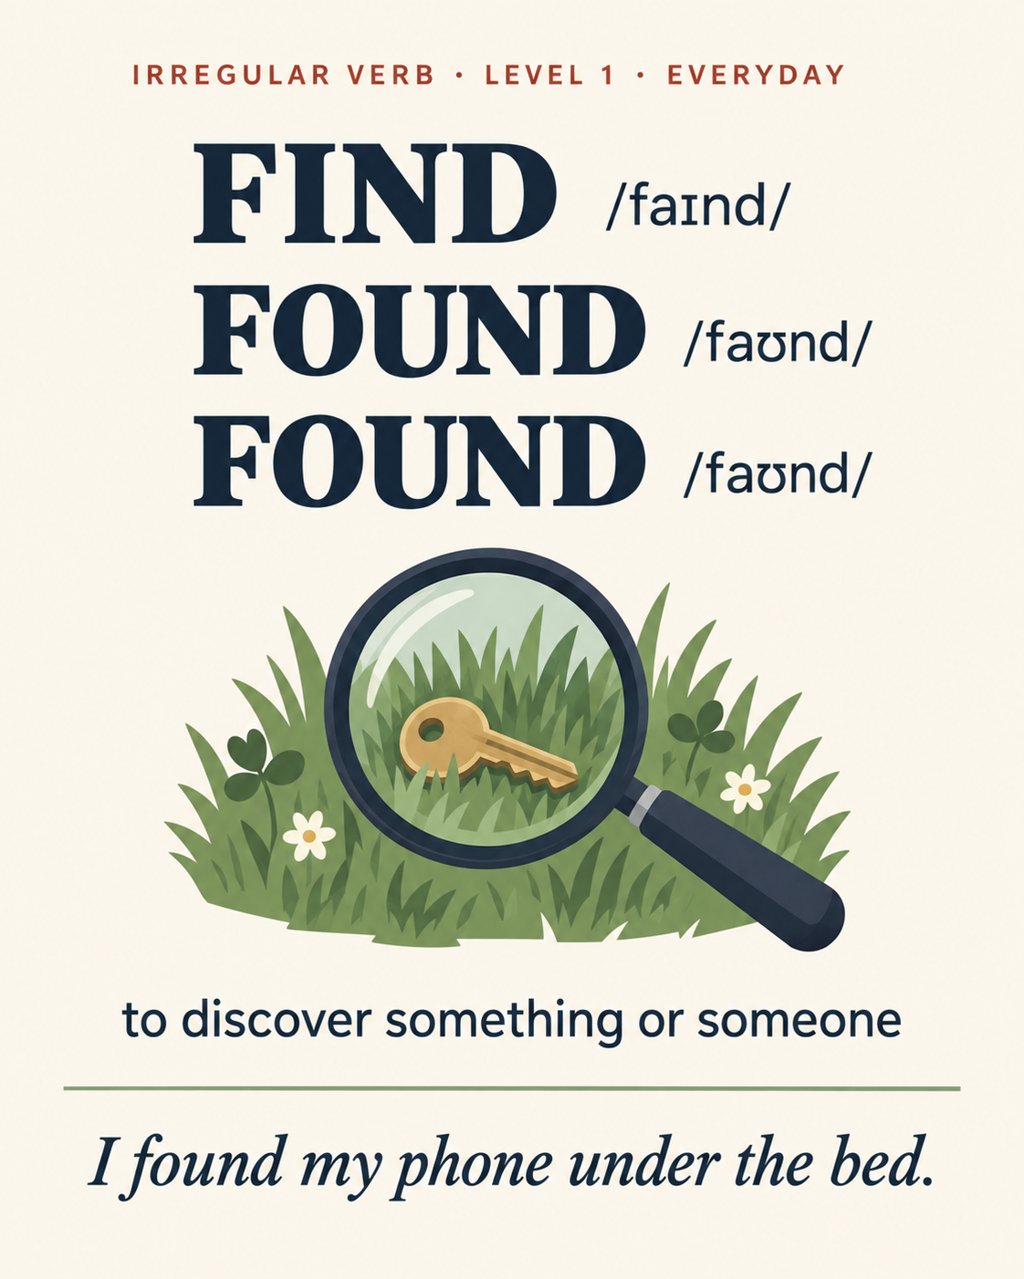 IRREGULAR VERB • LEVEL 1 • EVERYDAY
FIND /faɪnd/
FOUND /faʊnd/
FOUND /faʊnd/
to discover something or someone
I found my phone under the bed.